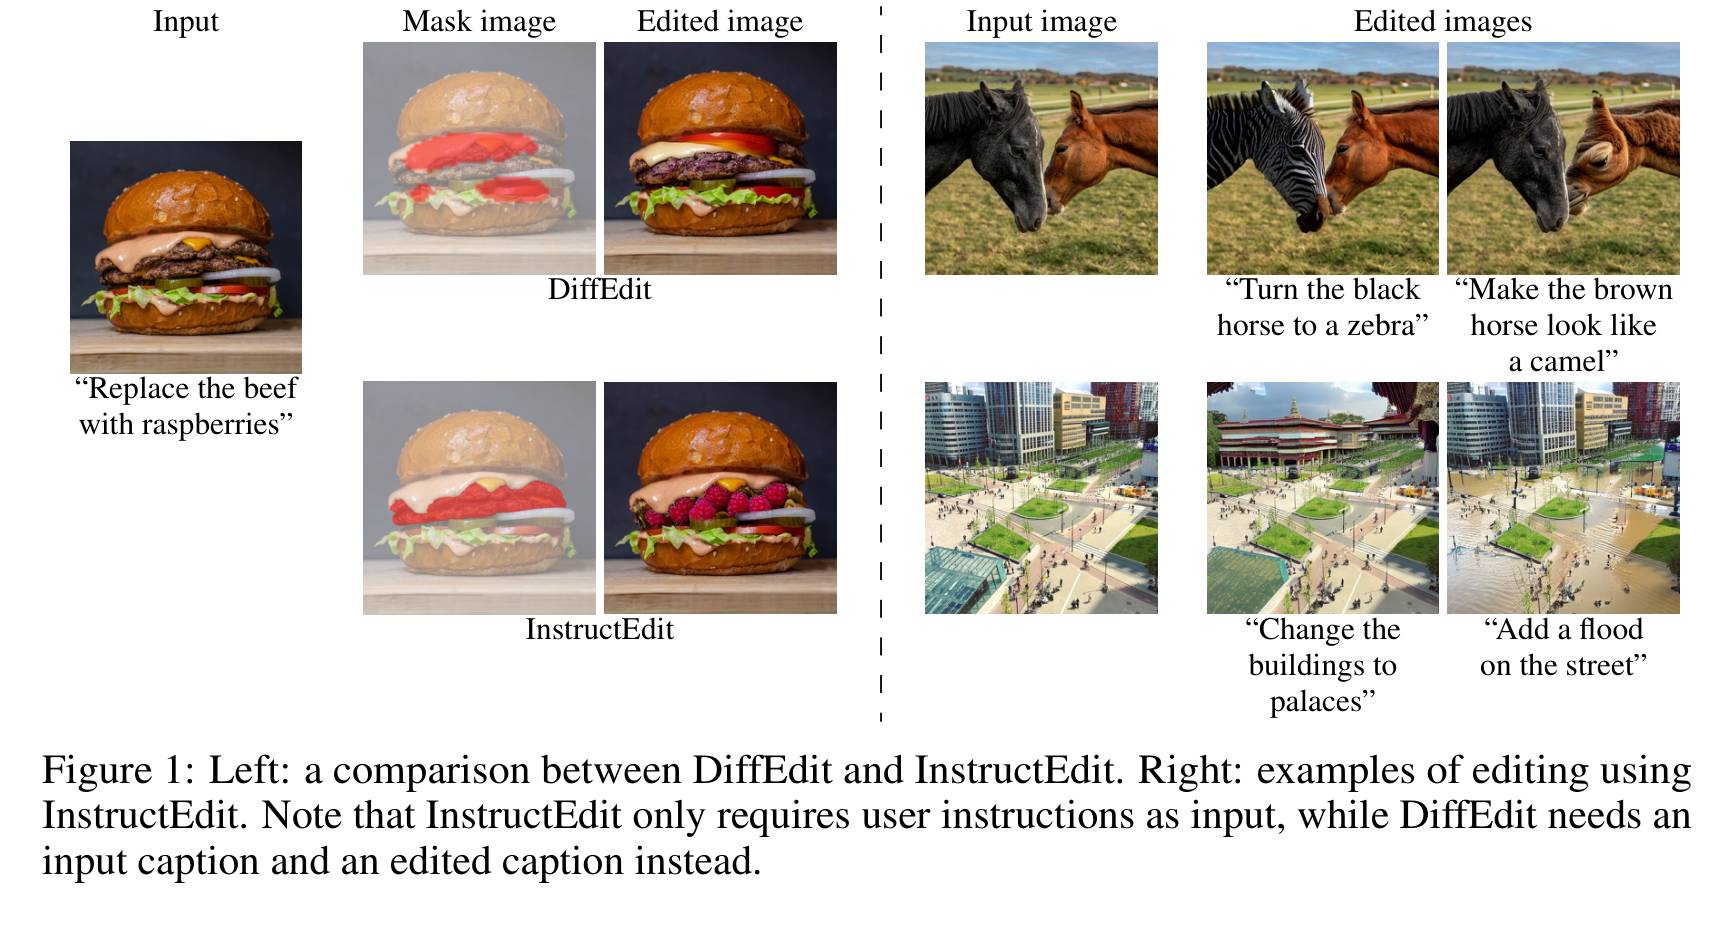 Input
Mask image
Edited image
DiffEdit
“Replace the beef
with raspberries”
InstructEdit
Input image
Edited images
“Turn the black
horse to a zebra”
“Make the brown
horse look like
a camel”
“Change the
buildings to
palaces”
“Add a flood
on the street”
Figure 1: Left: a comparison between DiffEdit and InstructEdit. Right: examples of editing using
InstructEdit. Note that InstructEdit only requires user instructions as input, while DiffEdit needs an
input caption and an edited caption instead.